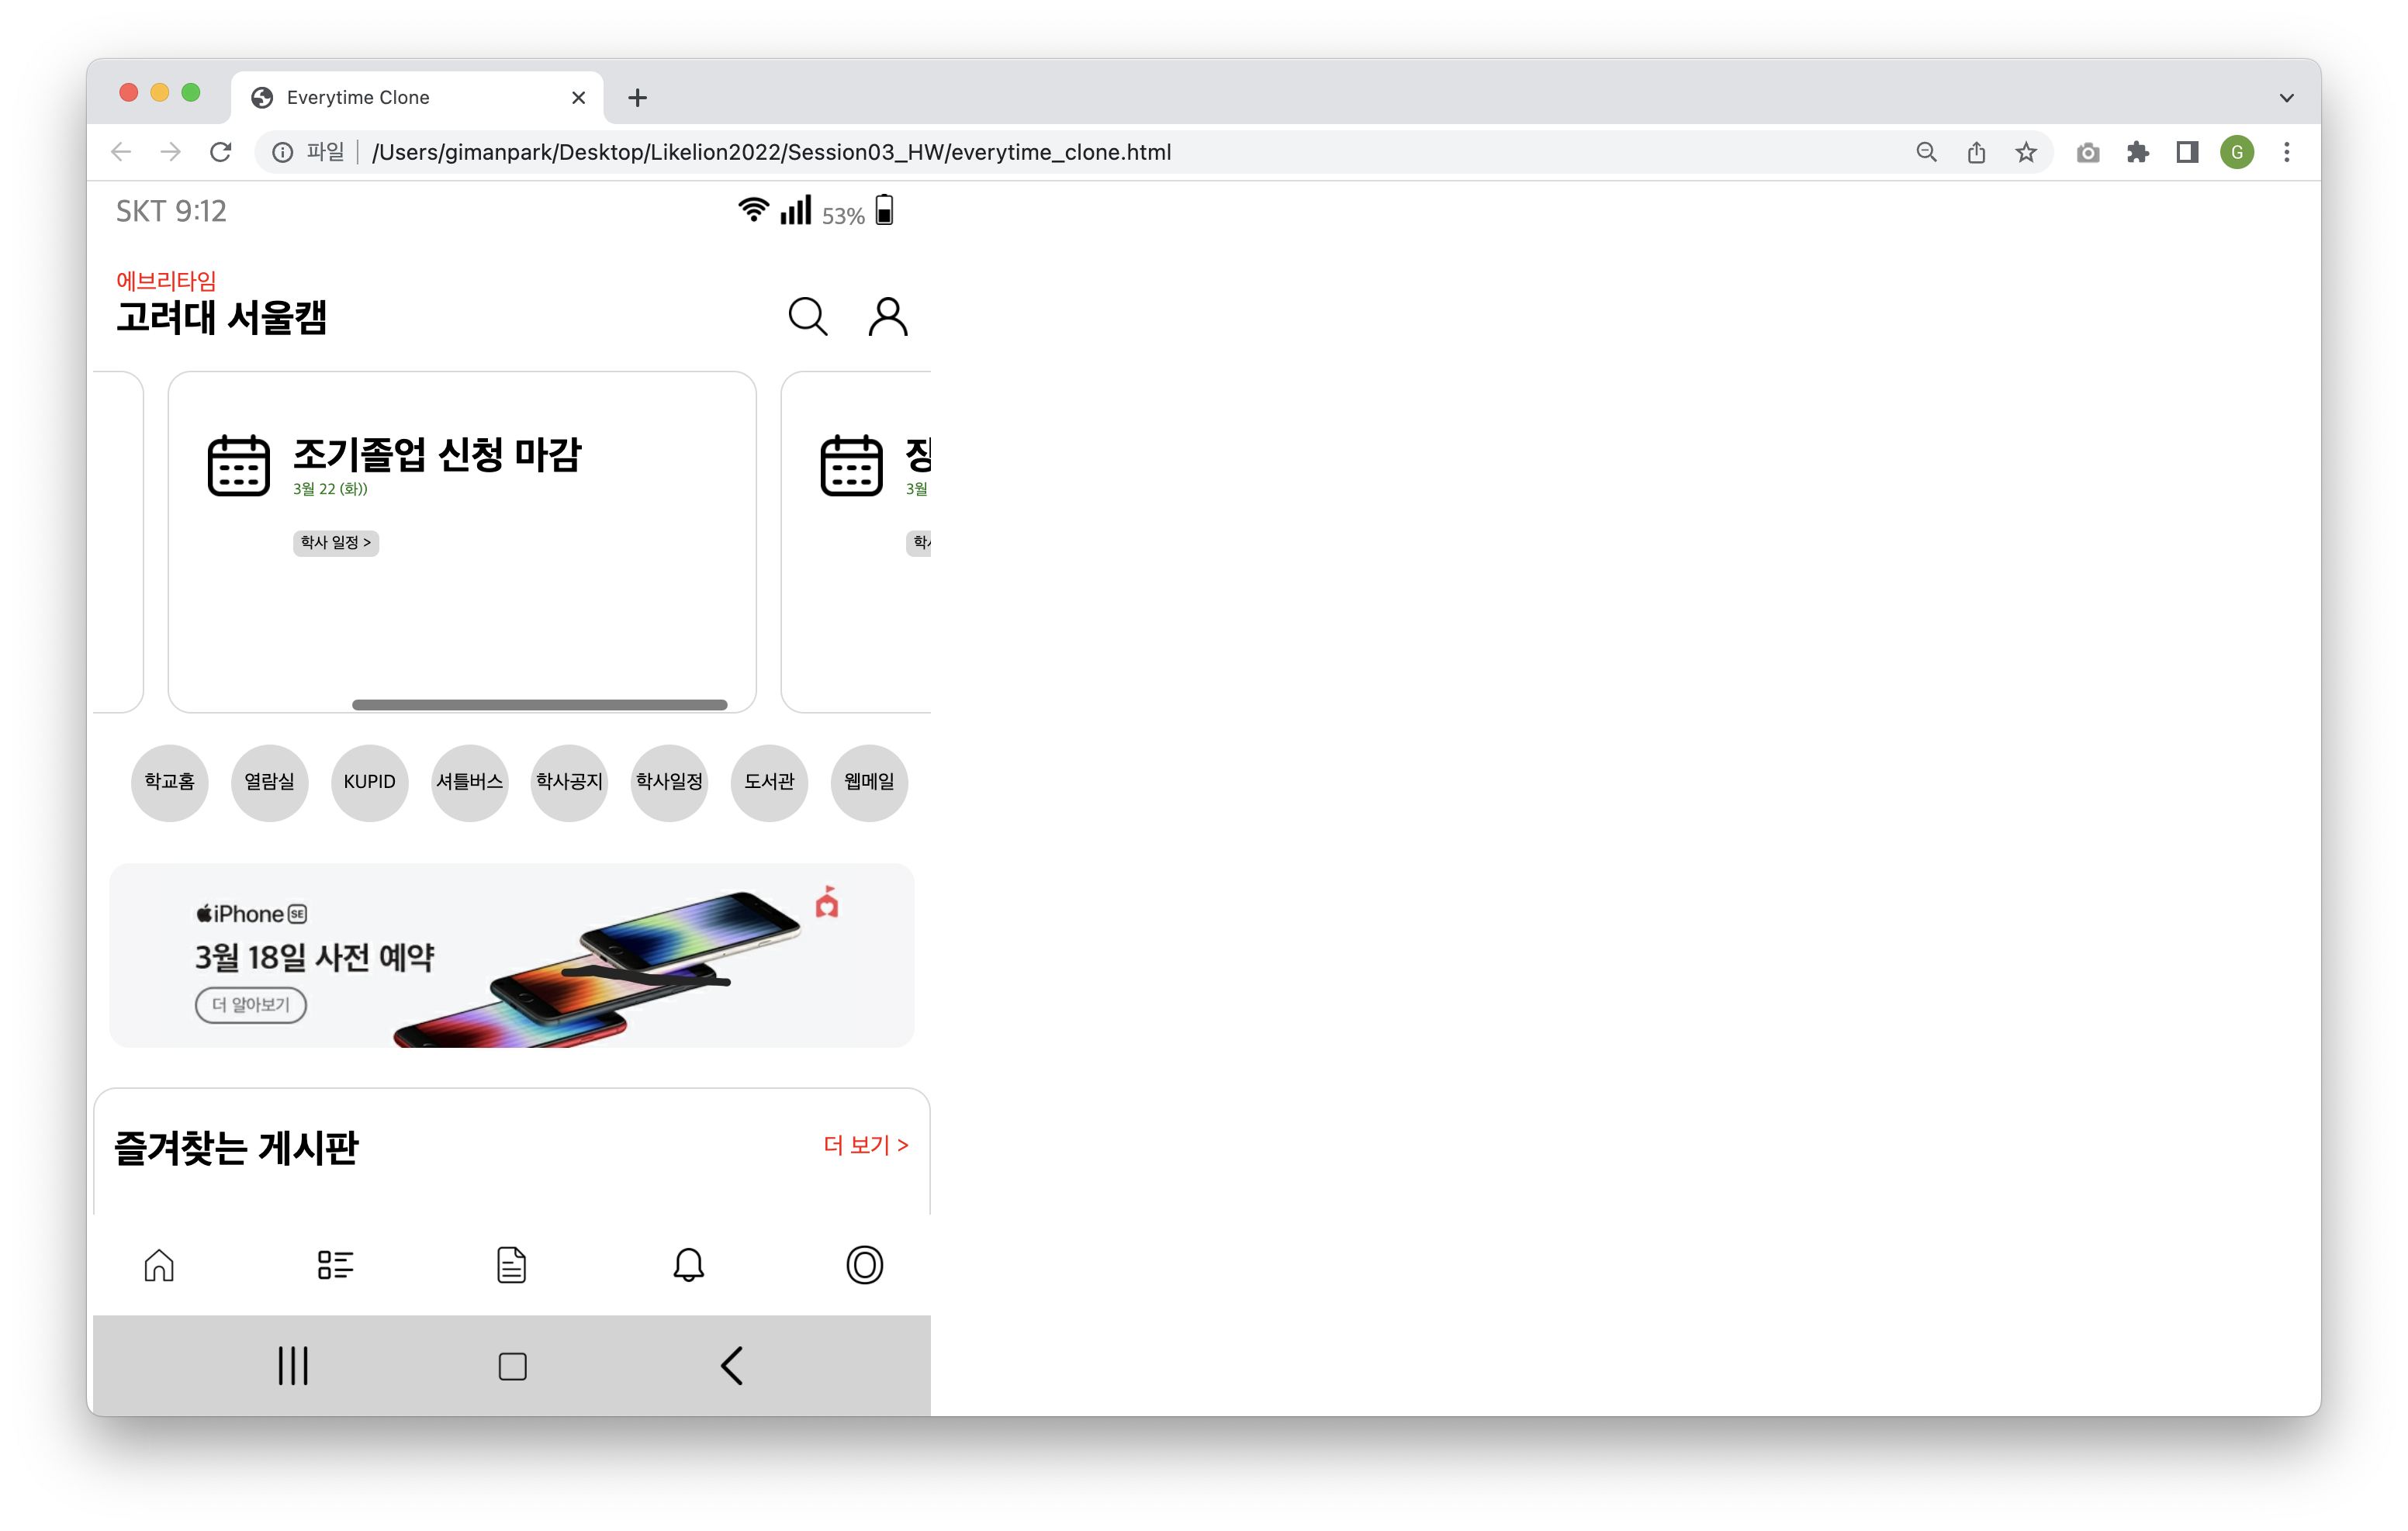 Everytime Clone
파일 /Users/gimanpark/Desktop/Likelion2022/Session03_HW/everytime_clone.html
G
SKT 9:12
53%
에브리타임
고려대 서울캠
조기졸업 신청 마감
3월 22 (화))
학사 일정 >
3월
학교홈
열람실
KUPID
셔틀버스
학사공지
학사일정
도서관
웹메일
iPhone SE
3월 18일 사전 예약
더 알아보기
즐겨찾는 게시판
더 보기 >